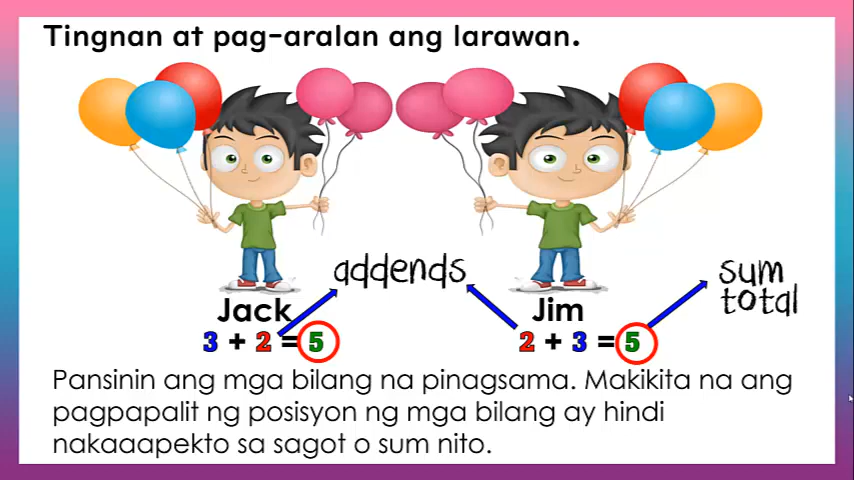 Tingnan at pag-aralan ang larawan.
addends
sum
total
Jack
Jim
3 + 2 = 5
2 + 3 = 5
Pansinin ang mga bilang na pinagsama. Makikita na ang
pagpapalit ng posisyon ng mga bilang ay hindi
nakaaapekto sa sagot o sum nito.